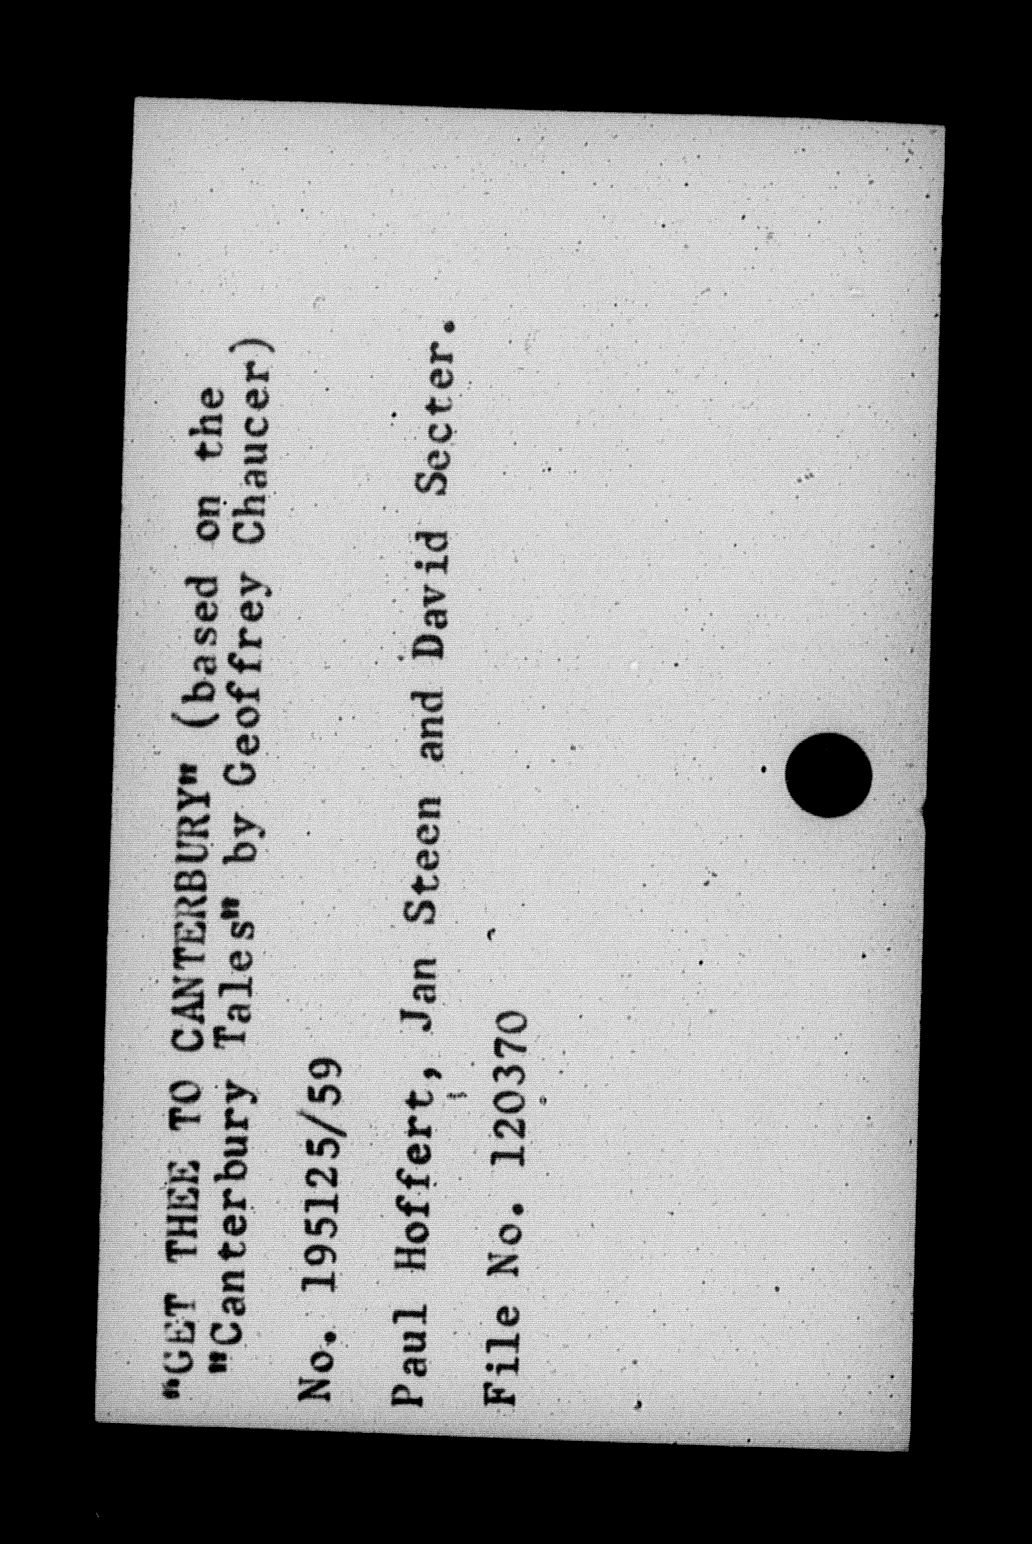 "GET THEE TO CANTERBURY" (based on the
"Canterbury Tales" by Geoffrey Chaucer)
No. 195125/59
Paul Hoffert, Jan Steen and David Secter.
File No. 120370